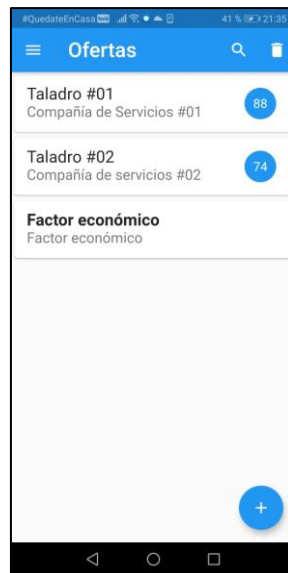 #QuedateEnCasa 41 % 21:35
Ofertas
Taladro #01
Compañía de Servicios #01
88
Taladro #02
Compañía de servicios #02
74
Factor económico
Factor económico
+